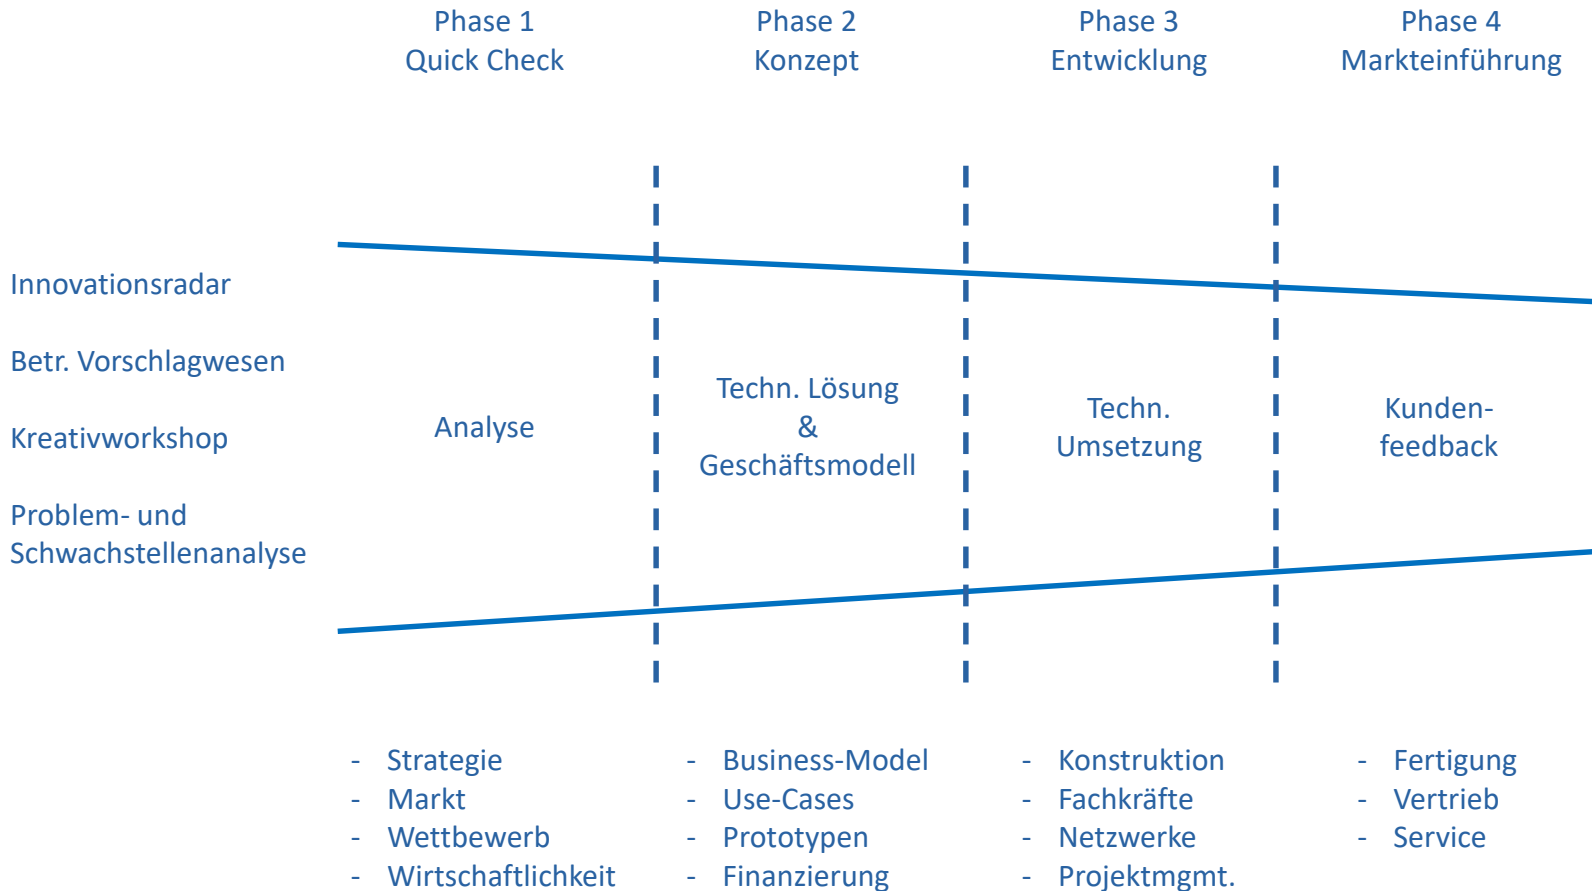 Phase 1
Quick Check
Phase 2
Konzept
Phase 3
Entwicklung
Phase 4
Markteinführung
Innovationsradar
Betr. Vorschlagwesen
Kreativworkshop
Problem- und
Schwachstellenanalyse
Analyse
Techn. Lösung
&
Geschäftsmodell
Techn.
Umsetzung
Kunden-
feedback
- Strategie
- Markt
- Wettbewerb
- Wirtschaftlichkeit
- Business-Model
- Use-Cases
- Prototypen
- Finanzierung
- Konstruktion
- Fachkräfte
- Netzwerke
- Projektmgmt.
- Fertigung
- Vertrieb
- Service